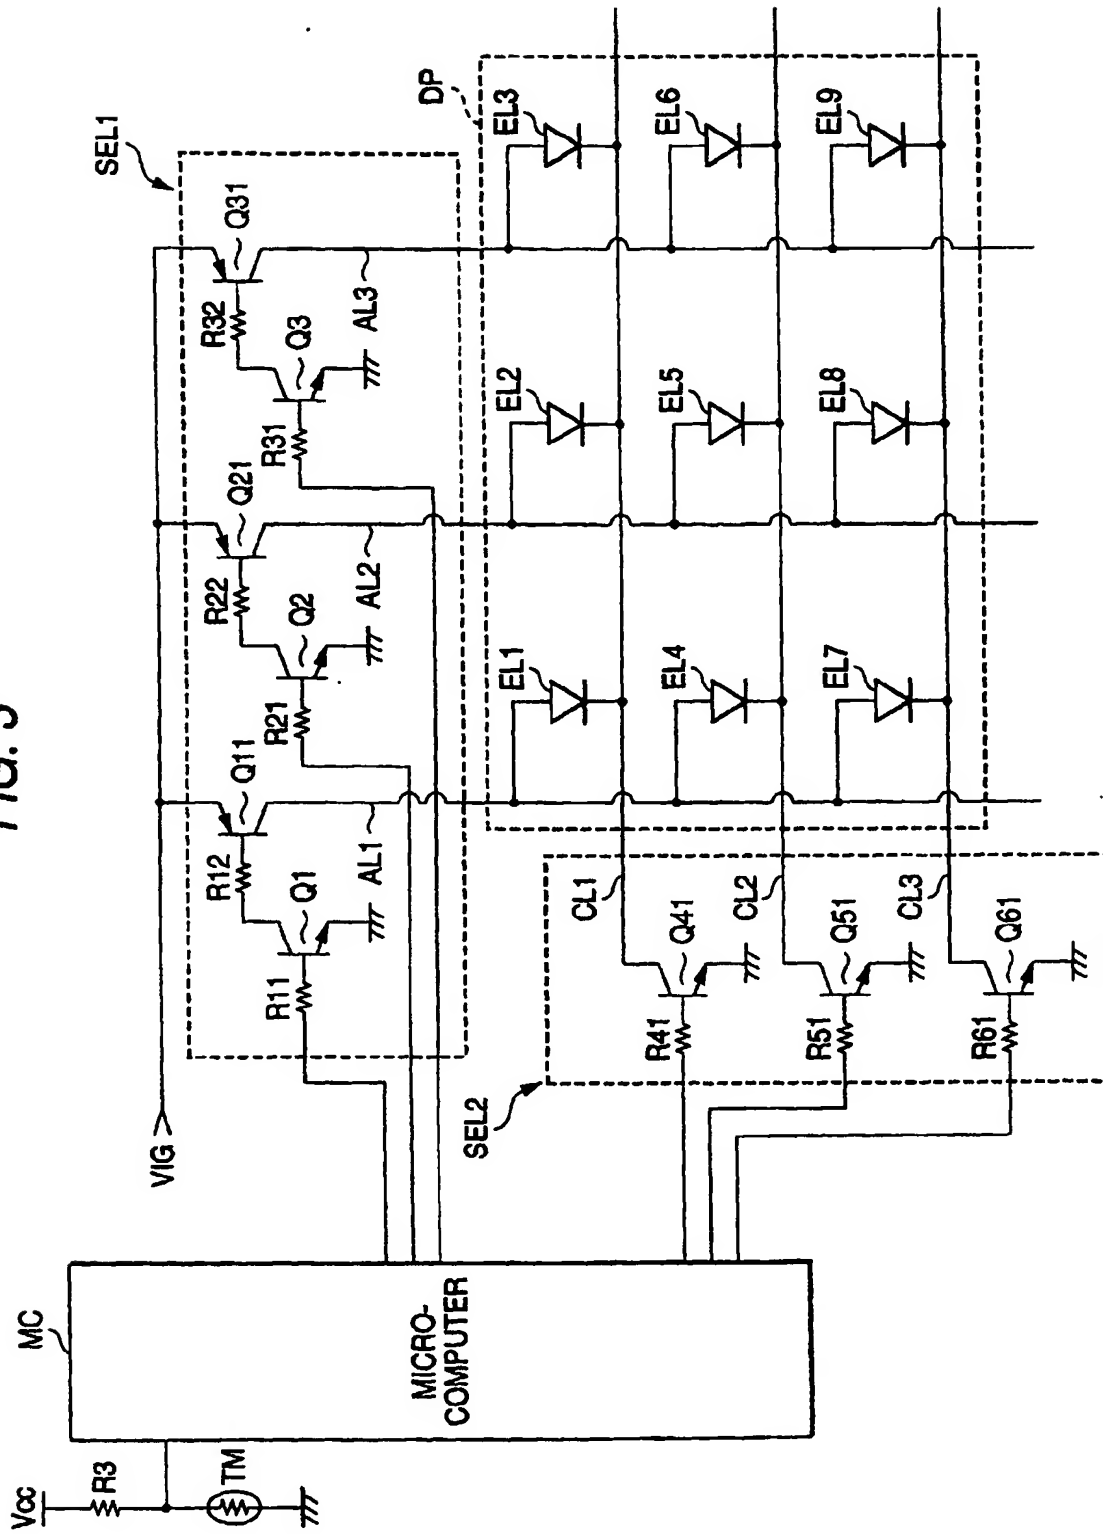 FIG. 5
SEL1
VIG
Q11
Q21
Q31
R12
R22
R32
Q1
Q2
Q3
R11
R21
R31
AL1
AL2
AL3
DP
MC
MICRO-
COMPUTER
Vcc
R3
TM
EL1
EL2
EL3
EL4
EL5
EL6
EL7
EL8
EL9
SEL2
CL1
R41
Q41
CL2
R51
Q51
CL3
R61
Q61